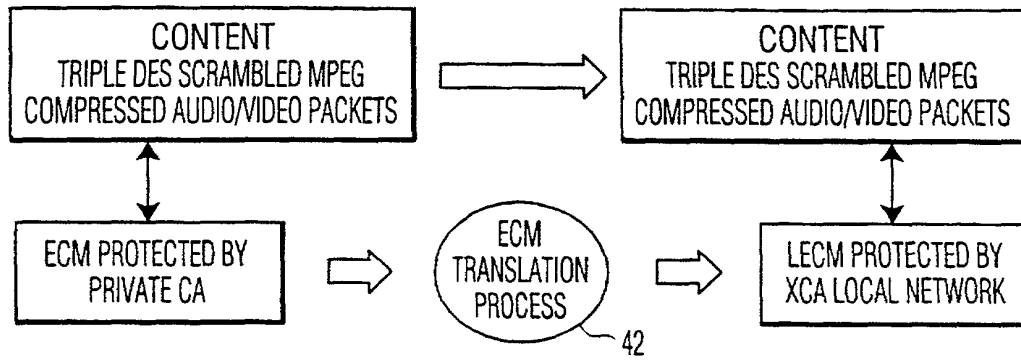 CONTENT
TRIPLE DES SCRAMBLED MPEG
COMPRESSED AUDIO/VIDEO PACKETS
CONTENT
TRIPLE DES SCRAMBLED MPEG
COMPRESSED AUDIO/VIDEO PACKETS
ECM PROTECTED BY
PRIVATE CA
ECM
TRANSLATION
PROCESS
42
LECM PROTECTED BY
XCA LOCAL NETWORK